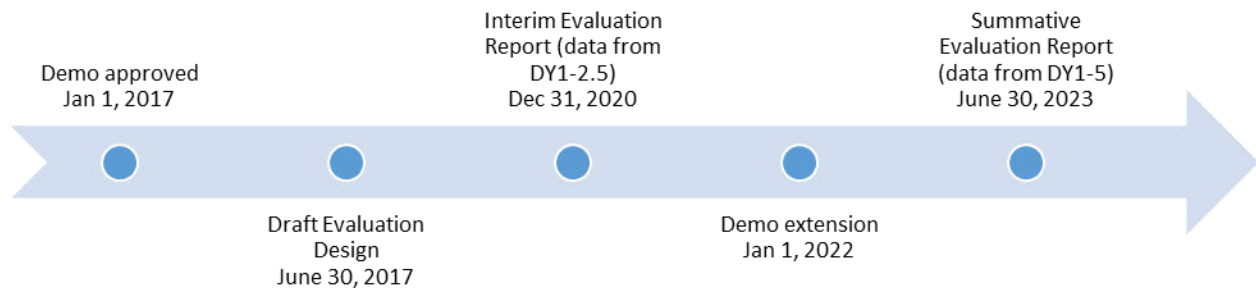 Demo approved
Jan 1, 2017
Draft Evaluation
Design
June 30, 2017
Interim Evaluation
Report (data from
DY1-2.5)
Dec 31, 2020
Demo extension
Jan 1, 2022
Summative
Evaluation Report
(data from DY1-5)
June 30, 2023